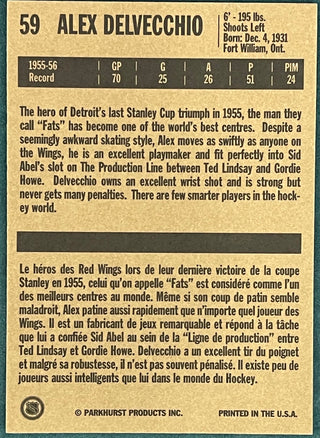 59 ALEX DELVECCHIO
6' - 195 lbs.
Shoots Left
Born: Dec. 4, 1931
Fort William, Ont.
1955-56 GP G A P PIM
Record 70 25 26 51 24
The hero of Detroit's last Stanley Cup triumph in 1955, the man they
call "Fats" has become one of the world's best centres. Despite a
seemingly awkward skating style, Alex moves as swiftly as anyone on
the Wings, he is an excellent playmaker and fit perfectly into Sid
Abel's slot on The Production Line between Ted Lindsay and Gordie
Howe. Delvecchio owns an excellent wrist shot and is strong but
never gets many penalties. There are few smarter players in the hock-
ey world.
Le héros des Red Wings lors de leur dernière victoire de la coupe
Stanley en 1955, celui qu'on appelle "Fats" est considéré comme l'un
des meilleurs centres au monde. Même si son coup de patin semble
maladroit, Alex patine aussi rapidement que n'importe quel joueur des
Wings. Il est un fabricant de jeux remarquable et répond à la tâche
que lui a confiée Sid Abel au sein de la "Ligne de production" entre
Ted Lindsay et Gordie Howe. Delvecchio a un excellent tir du poignet
et malgré sa robustesse, il n'est pas souvent pénalisé. Il existe peu de
joueurs aussi intelligents que lui dans le monde du Hockey.
NHL
© PARKHURST PRODUCTS INC. PRINTED IN THE U.S.A.